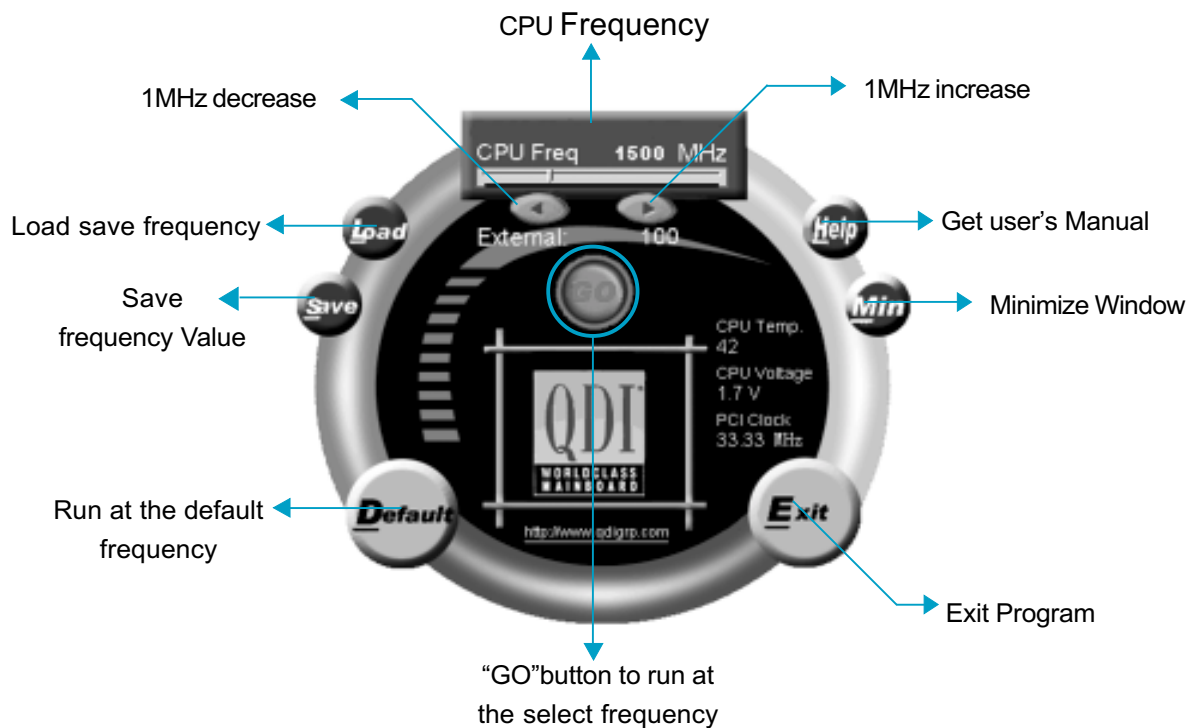 CPU Frequency
1MHz decrease
1MHz increase
CPU Freq 1500 MHz
Load save frequency
Load
Help
Get user's Manual
External: 100
Save
frequency Value
Save
GO
Min
Minimize Window
CPU Temp.
42
CPU Voltage
1.7 V
PCI Clock
33.33 MHz
QDI
WORLDCLASS
MAINBOARD
Run at the default
frequency
Default
Exit
http://www.qdigrp.com
Exit Program
“GO”button to run at
the select frequency